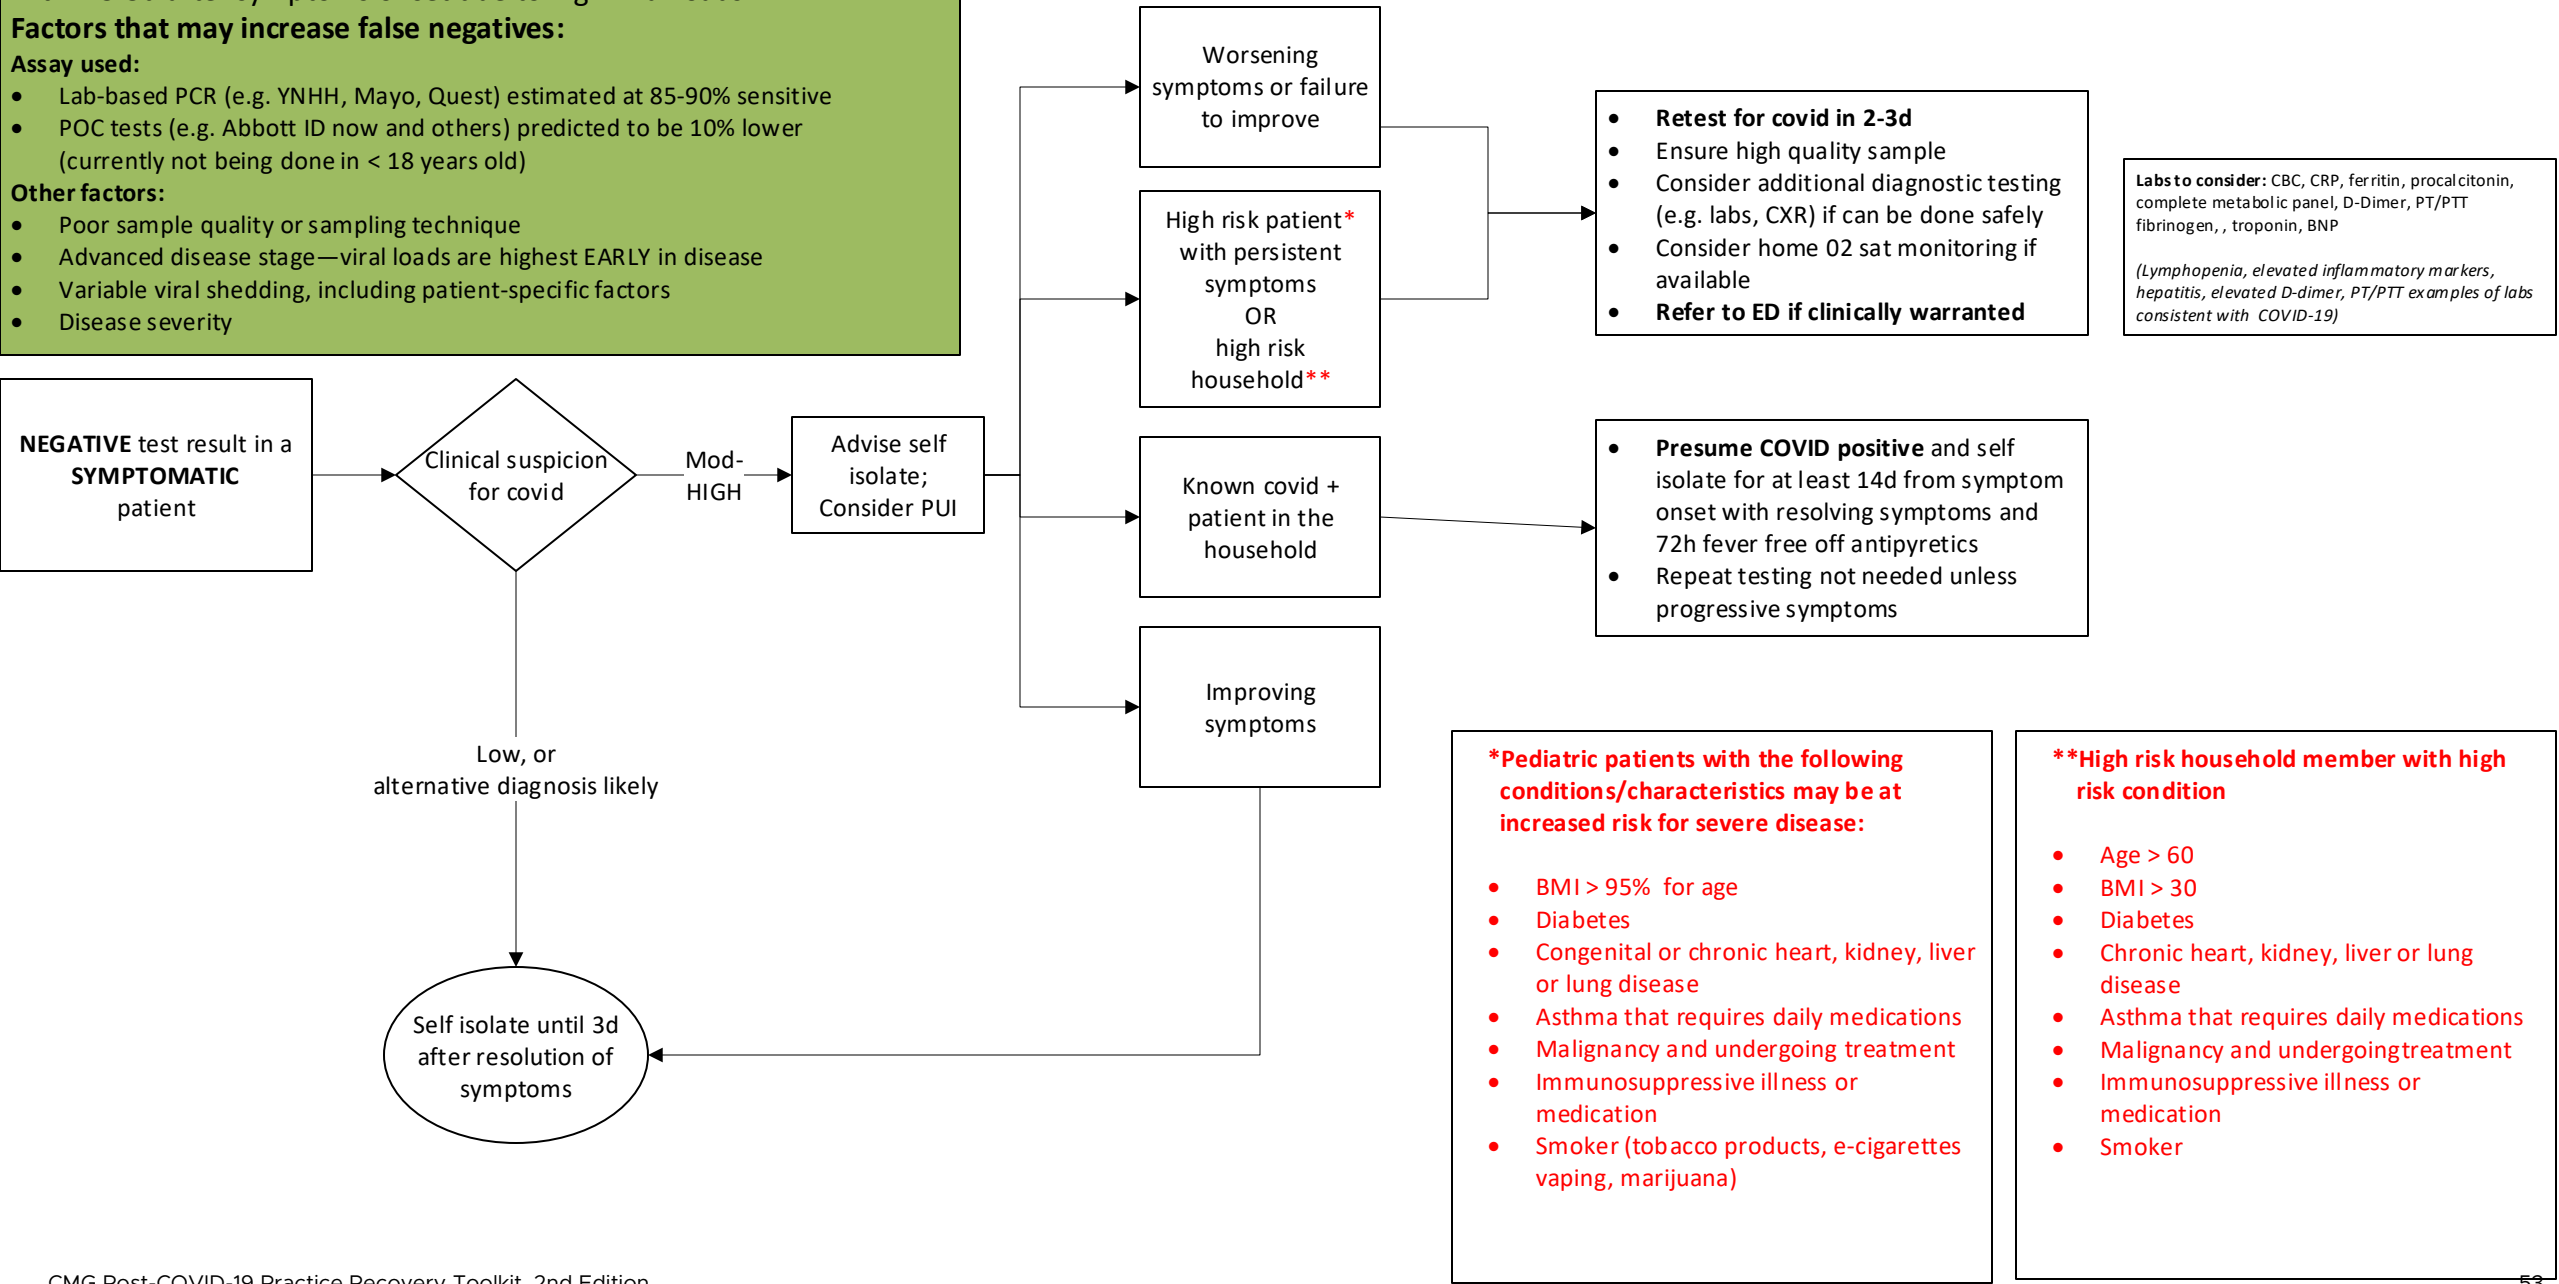 Factors that may increase false negatives:
Assay used:
• Lab-based PCR (e.g. YNHH, Mayo, Quest) estimated at 85-90% sensitive
• POC tests (e.g. Abbott ID now and others) predicted to be 10% lower
(currently not being done in < 18 years old)
Other factors:
• Poor sample quality or sampling technique
• Advanced disease stage—viral loads are highest EARLY in disease
• Variable viral shedding, including patient-specific factors
• Disease severity
NEGATIVE test result in a
SYMPTOMATIC
patient
Clinical suspicion
for covid
Mod-
HIGH
Advise self
isolate;
Consider PUI
Low, or
alternative diagnosis likely
Self isolate until 3d
after resolution of
symptoms
Worsening
symptoms or failure
to improve
High risk patient*
with persistent
symptoms
OR
high risk
household**
Known covid +
patient in the
household
Improving
symptoms
• Retest for covid in 2-3d
• Ensure high quality sample
• Consider additional diagnostic testing
(e.g. labs, CXR) if can be done safely
• Consider home 02 sat monitoring if
available
• Refer to ED if clinically warranted
Labs to consider: CBC, CRP, ferritin, procalcitonin,
complete metabolic panel, D-Dimer, PT/PTT
fibrinogen, , troponin, BNP
(Lymphopenia, elevated inflammatory markers,
hepatitis, elevated D-dimer, PT/PTT examples of labs
consistent with COVID-19)
• Presume COVID positive and self
isolate for at least 14d from symptom
onset with resolving symptoms and
72h fever free off antipyretics
• Repeat testing not needed unless
progressive symptoms
*Pediatric patients with the following
conditions/characteristics may be at
increased risk for severe disease:
• BMI > 95% for age
• Diabetes
• Congenital or chronic heart, kidney, liver
or lung disease
• Asthma that requires daily medications
• Malignancy and undergoing treatment
• Immunosuppressive illness or
medication
• Smoker (tobacco products, e-cigarettes
vaping, marijuana)
**High risk household member with high
risk condition
• Age > 60
• BMI > 30
• Diabetes
• Chronic heart, kidney, liver or lung
disease
• Asthma that requires daily medications
• Malignancy and undergoing treatment
• Immunosuppressive illness or
medication
• Smoker
CMG Post-COVID-19 Practice Recovery Toolkit, 2nd Edition
53